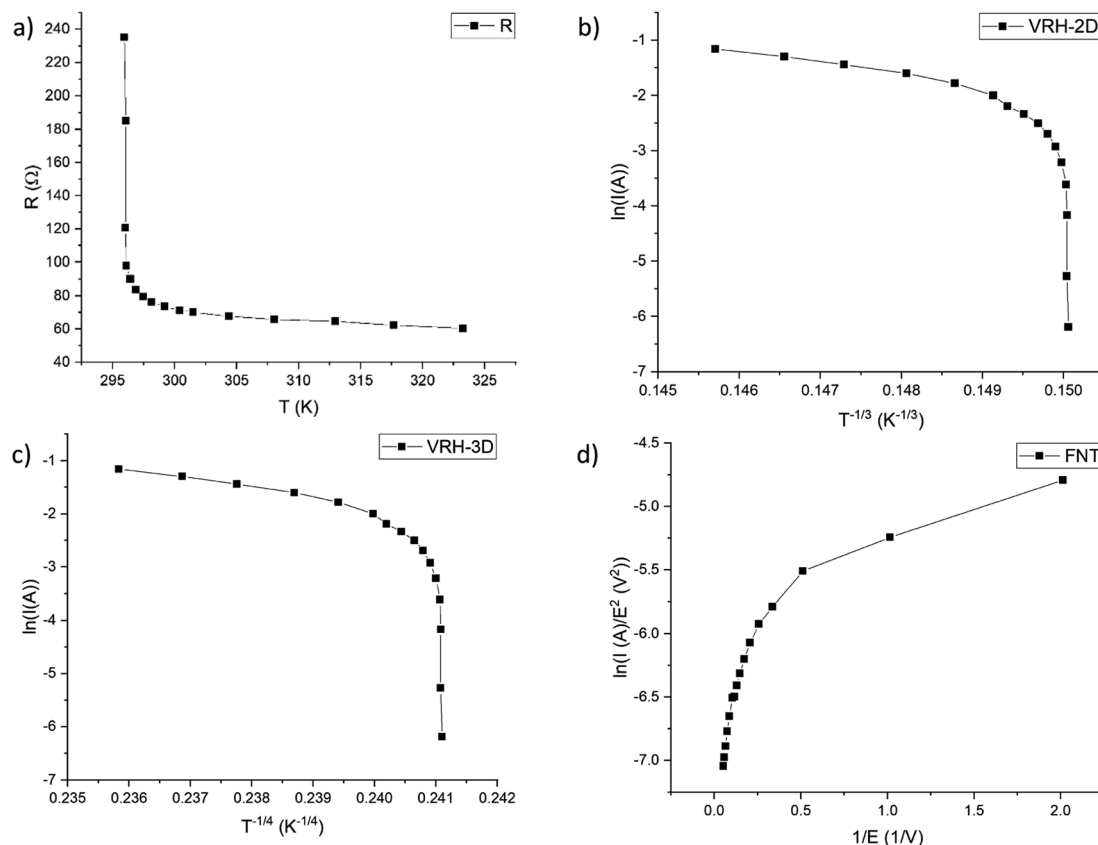 a)
R
240
220
200
180
160
140
120
100
80
60
40
R (Ω)
295 300 305 310 315 320 325
T (K)
b)
VRH-2D
-1
-2
-3
-4
-5
-6
-7
ln(I(A))
0.145 0.146 0.147 0.148 0.149 0.150
T-1/3 (K-1/3)
c)
VRH-3D
-1
-2
-3
-4
-5
-6
-7
ln(I(A))
0.235 0.236 0.237 0.238 0.239 0.240 0.241 0.242
T-1/4 (K-1/4)
d)
FNT
-4.5
-5.0
-5.5
-6.0
-6.5
-7.0
ln(I (A)/E2 (V2))
0.0 0.5 1.0 1.5 2.0
1/E (1/V)